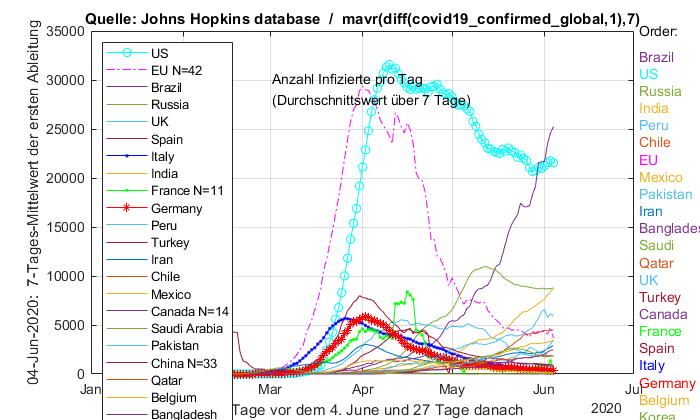 Quelle: Johns Hopkins database / mavr(diff(covid19_confirmed_global,1),7)
04-Jun-2020: 7-Tages-Mittelwert der ersten Ableitung
35000
30000
25000
20000
15000
10000
5000
0
US
EU N=42
Brazil
Russia
UK
Spain
Italy
India
France N=11
Germany
Peru
Turkey
Iran
Chile
Mexico
Canada N=14
Saudi Arabia
Pakistan
China N=33
Qatar
Belgium
Bangladesh
Anzahl Infizierte pro Tag
(Durchschnittswert über 7 Tage)
Jan
Mar
Apr
May
Jun
Jul
2020
Tage vor dem 4. June und 27 Tage danach
Order:
Brazil
US
Russia
India
Peru
Chile
EU
Mexico
Pakistan
Iran
Banglades
Saudi
Qatar
UK
Turkey
Canada
France
Spain
Italy
Germany
Belgium
Korea